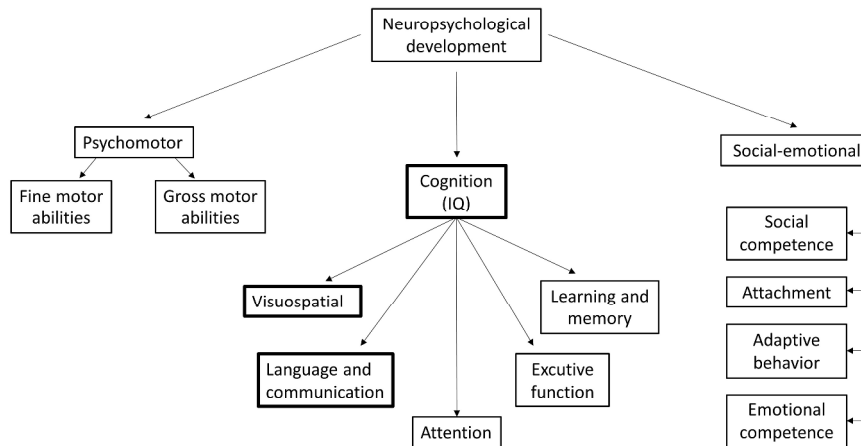 Neuropsychological
development
Psychomotor
Social-emotional
Fine motor
abilities
Gross motor
abilities
Cognition
(IQ)
Social
competence
Visuospatial
Learning and
memory
Attachment
Language and
communication
Excutive
function
Adaptive
behavior
Attention
Emotional
competence